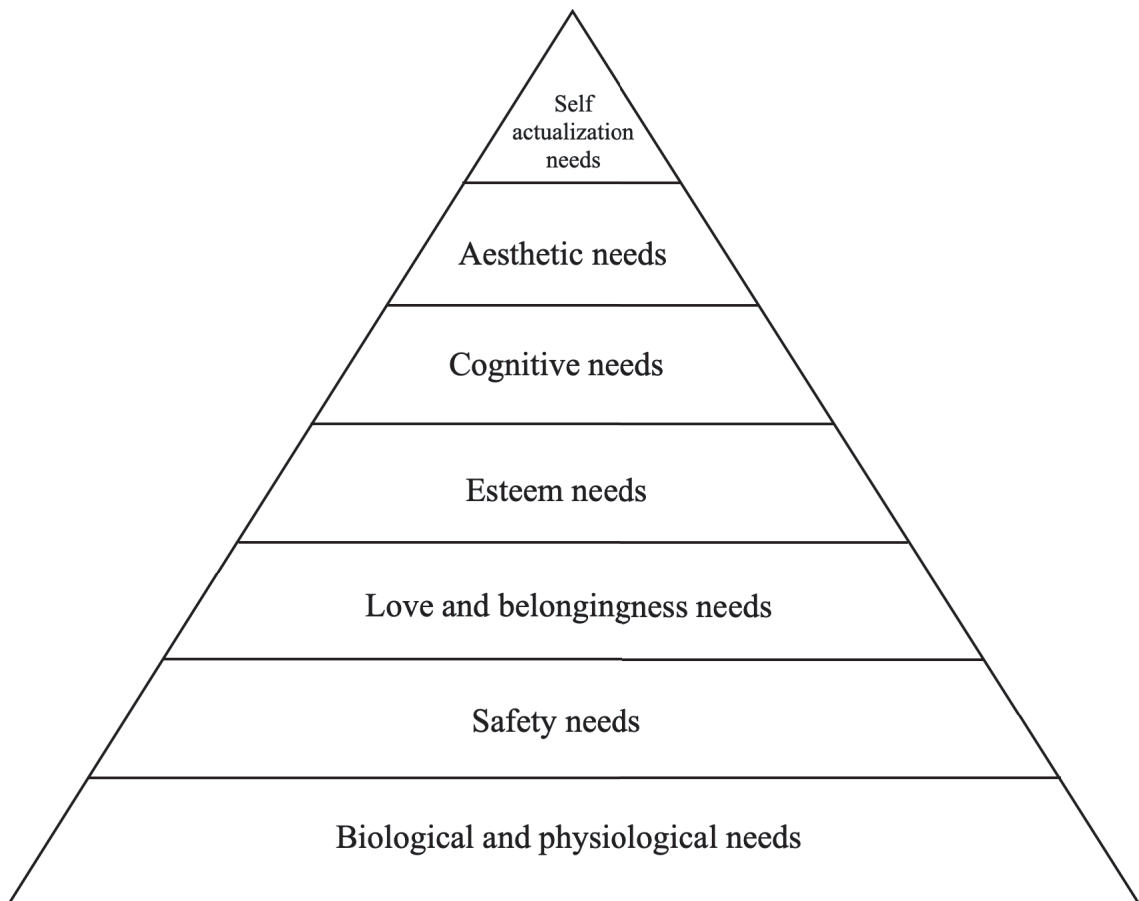 Self
actualization
needs
Aesthetic needs
Cognitive needs
Esteem needs
Love and belongingness needs
Safety needs
Biological and physiological needs